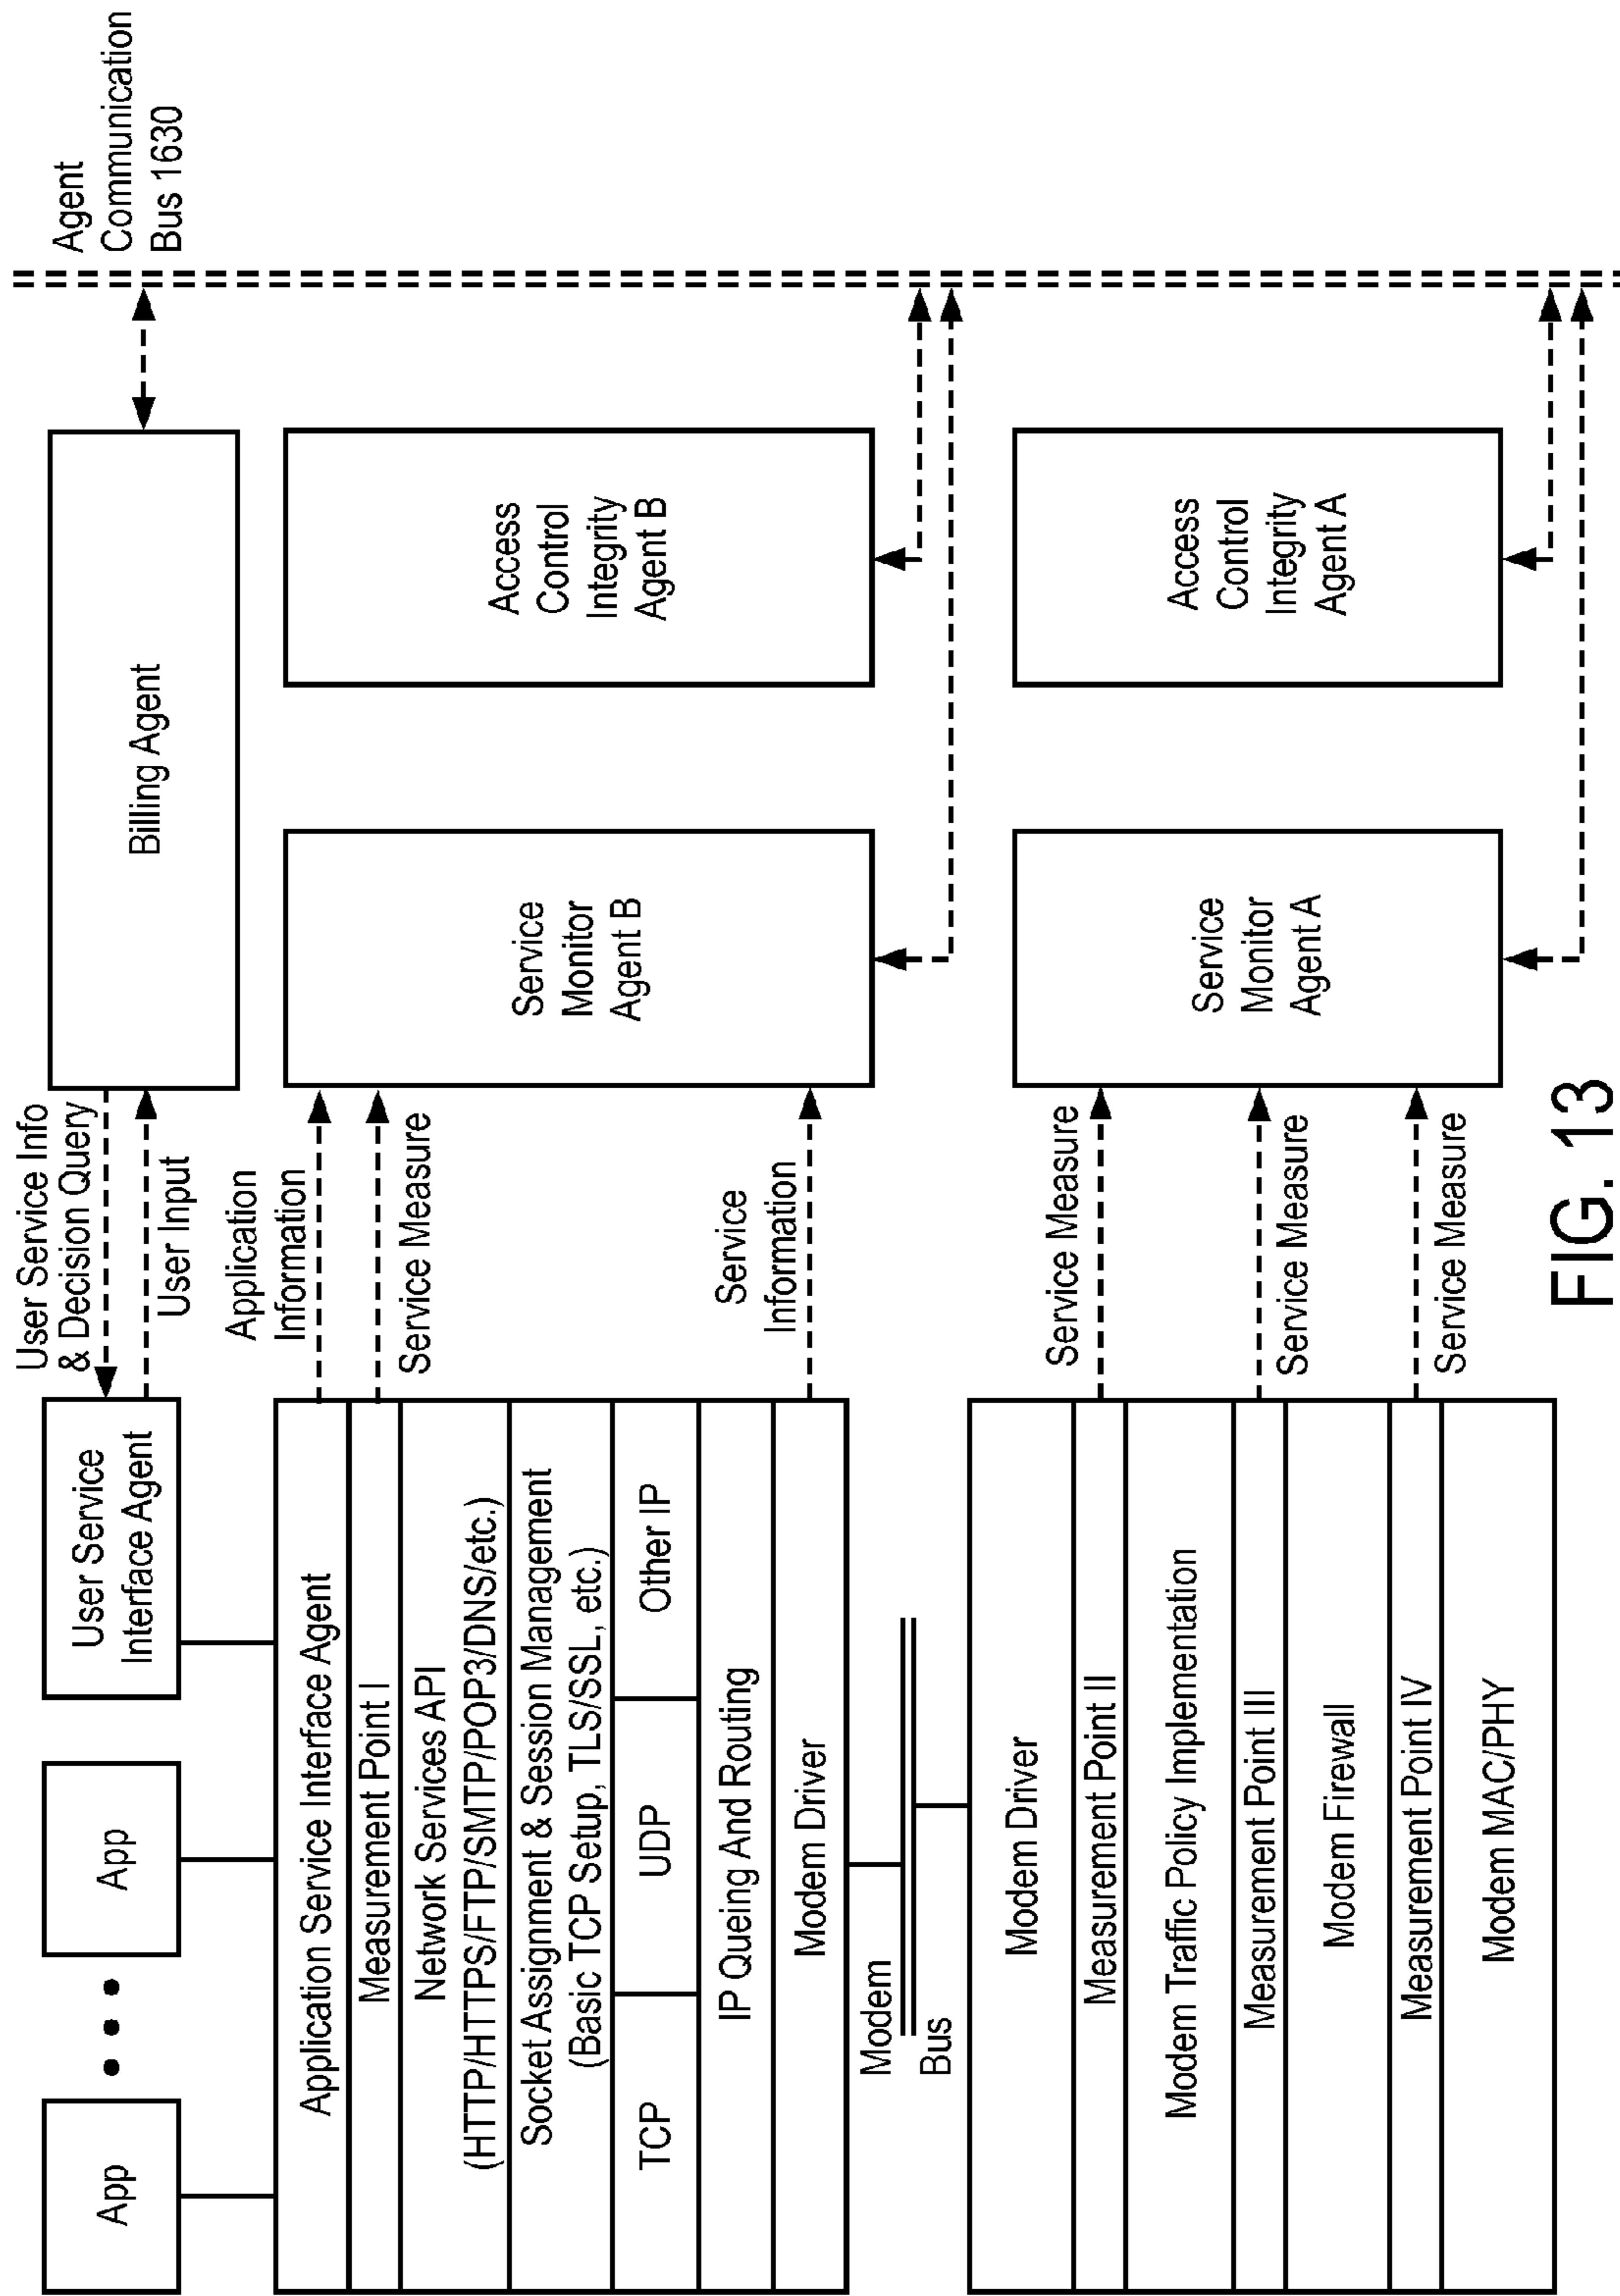 App
App
User Service
Interface Agent
User Service Info
& Decision Query
User Input
Billing Agent
Agent
Communication
Bus 1630
Application Service Interface Agent
Measurement Point I
Network Services API
(HTTP/HTTPS/FTP/SMTP/POP3/DNS/etc.)
Socket Assignment & Session Management
(Basic TCP Setup, TLS/SSL, etc.)
TCP
UDP
Other IP
IP Queing And Routing
Modem Driver
Application
Information
Service Measure
Service
Information
Service
Monitor
Agent B
Access
Control
Integrity
Agent B
Modem
Bus
Modem Driver
Measurement Point II
Modem Traffic Policy Implementation
Measurement Point III
Modem Firewall
Measurement Point IV
Modem MAC/PHY
Service Measure
Service Measure
Service Measure
Service
Monitor
Agent A
Access
Control
Integrity
Agent A
FIG. 13